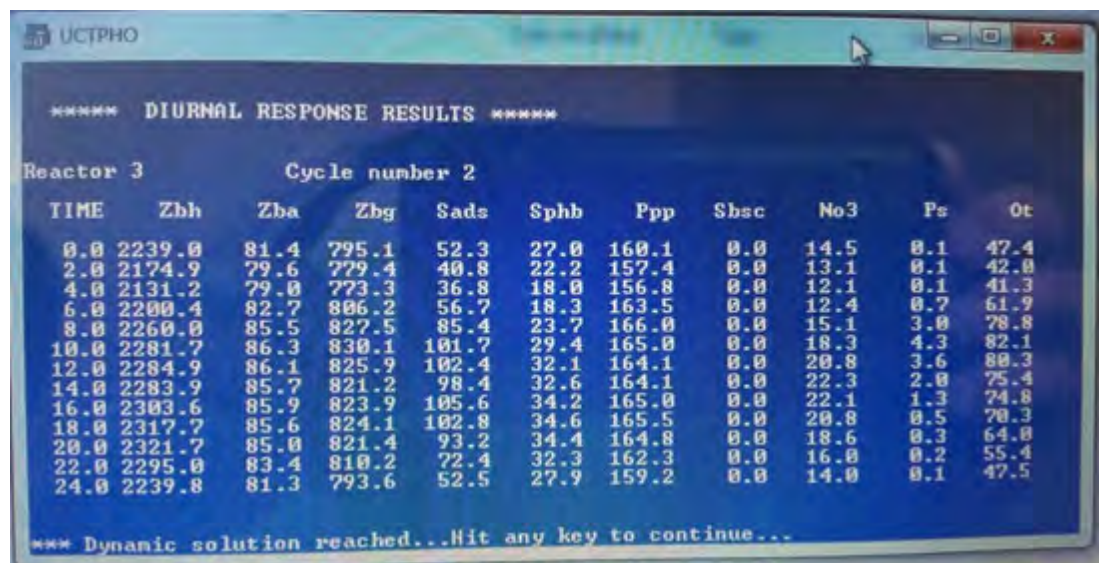 UCTPHO
***** DIURNAL RESPONSE RESULTS *****
Reactor 3 Cycle number 2
TIME Zbh Zba Zbg Sads Sphb Ppp Sbsc No3 Ps Ot
0.0 2239.0 81.4 795.1 52.3 27.0 160.1 0.0 14.5 0.1 47.4
2.0 2174.9 79.6 779.4 40.8 22.2 157.4 0.0 13.1 0.1 42.0
4.0 2131.2 79.0 773.3 36.8 18.0 156.8 0.0 12.1 0.1 41.3
6.0 2200.4 82.7 806.2 56.7 18.3 163.5 0.0 12.4 0.7 61.9
8.0 2260.0 85.5 827.5 85.4 23.7 166.0 0.0 15.1 3.0 78.8
10.0 2281.7 86.3 830.1 101.7 29.4 165.0 0.0 18.3 4.3 82.1
12.0 2284.9 86.1 825.9 102.4 32.1 164.1 0.0 20.8 3.6 80.3
14.0 2283.9 85.7 821.2 98.4 32.6 164.1 0.0 22.3 2.0 75.4
16.0 2303.6 85.9 823.9 105.6 34.2 165.0 0.0 22.1 1.3 74.8
18.0 2317.7 85.6 824.1 102.8 34.6 165.5 0.0 20.8 0.5 70.3
20.0 2321.7 85.0 821.4 93.2 34.4 164.8 0.0 18.6 0.3 64.0
22.0 2295.0 83.4 810.2 72.4 32.3 162.3 0.0 16.0 0.2 55.4
24.0 2239.8 81.3 793.6 52.5 27.9 159.2 0.0 14.0 0.1 47.5
*** Dynamic solution reached...Hit any key to continue...